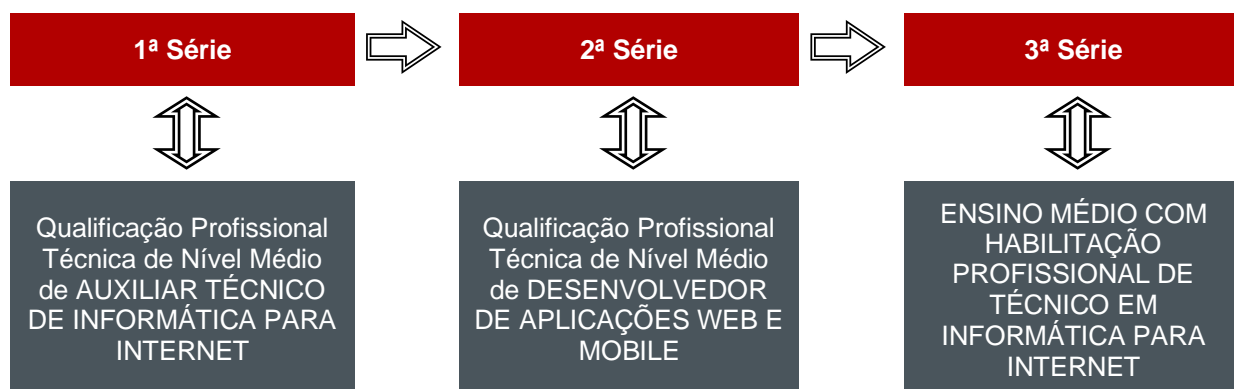 1ª Série
2ª Série
3ª Série
Qualificação Profissional
Técnica de Nível Médio
de AUXILIAR TÉCNICO
DE INFORMÁTICA PARA
INTERNET
Qualificação Profissional
Técnica de Nível Médio
de DESENVOLVEDOR
DE APLICAÇÕES WEB E
MOBILE
ENSINO MÉDIO COM
HABILITAÇÃO
PROFISSIONAL DE
TÉCNICO EM
INFORMÁTICA PARA
INTERNET